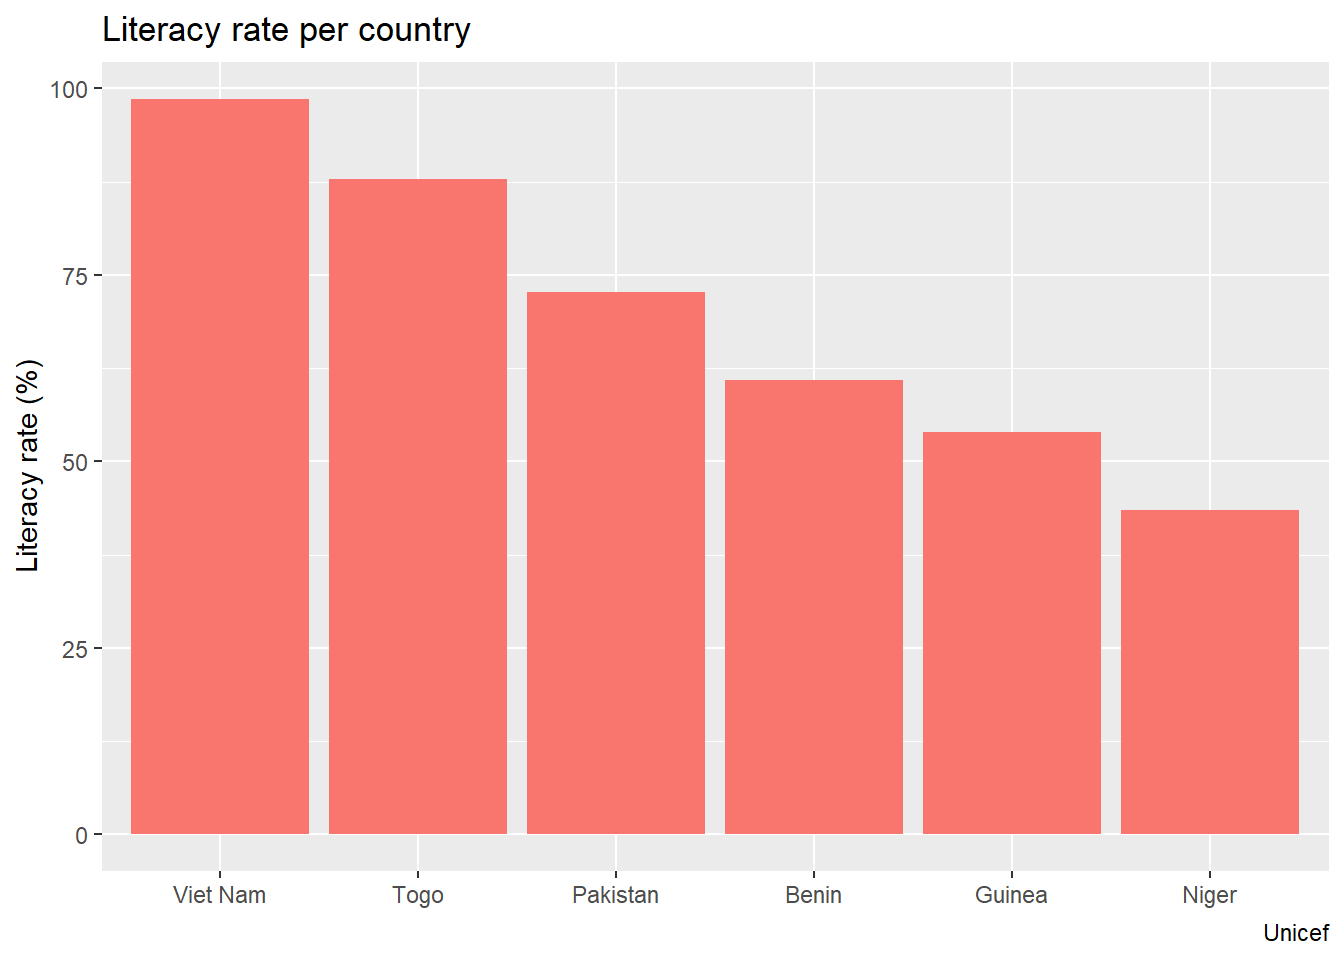 Literacy rate per country
Literacy rate (%)
100
75
50
25
0
Viet Nam Togo Pakistan Benin Guinea Niger
Unicef